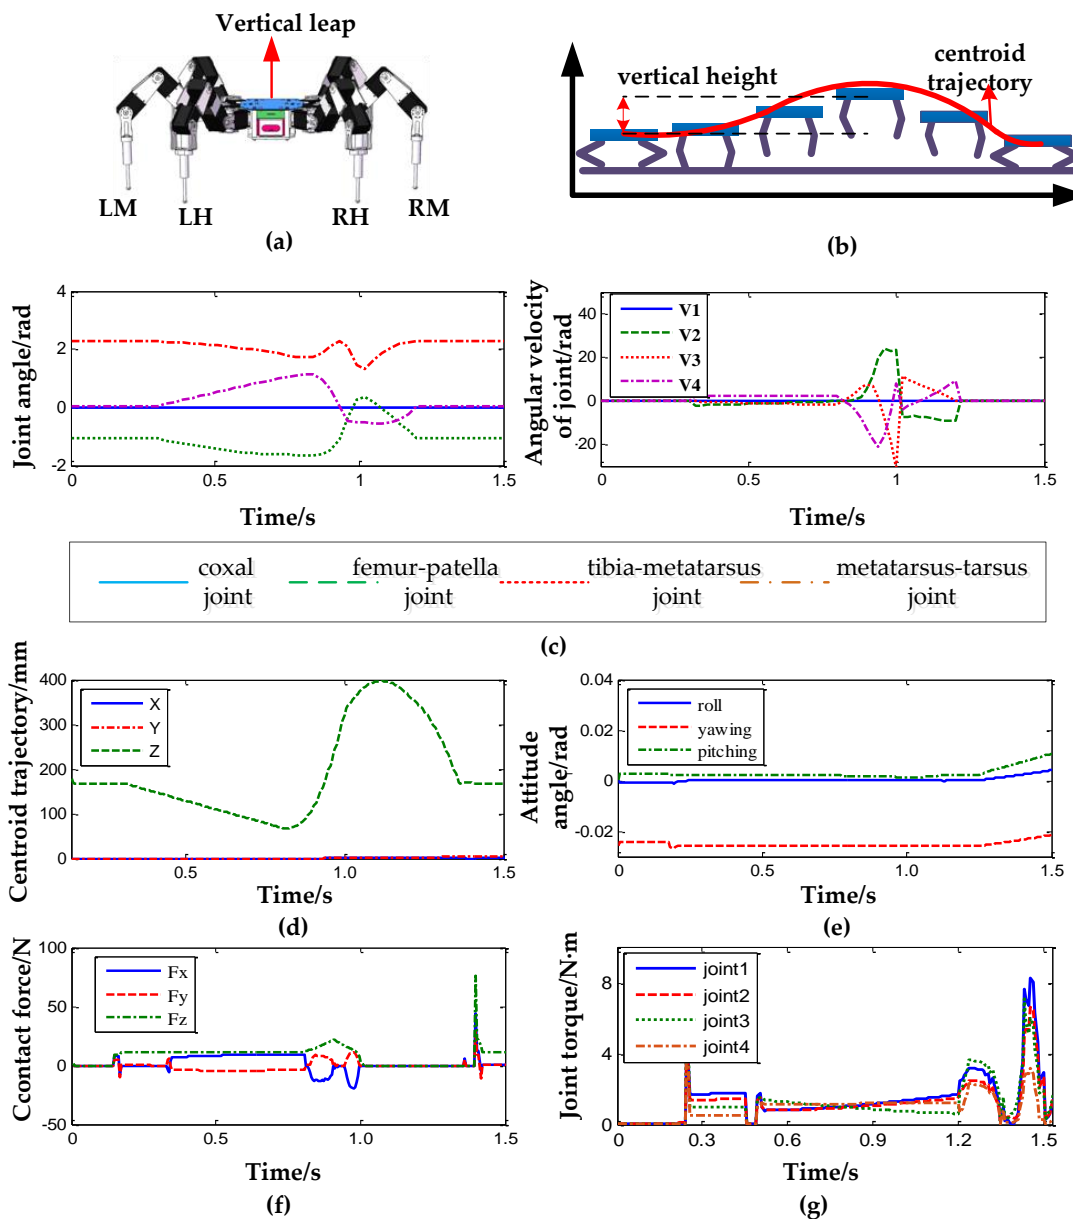 Vertical leap
LM
LH
RH
RM
(a)
vertical height
centroid
trajectory
(b)
Joint angle/rad
4
2
0
-2
0
0.5
1
1.5
Time/s
Angular velocity
of joint/rad
40
20
0
-20
V1
V2
V3
V4
0
0.5
1
1.5
Time/s
coxal
joint
femur-patella
joint
tibia-metatarsus
joint
metatarsus-tarsus
joint
(c)
Centroid trajectory/mm
400
300
200
100
0
X
Y
Z
0.5
1.0
1.5
Time/s
(d)
Attitude
angle/rad
0.04
0.02
0
-0.02
roll
yawing
pitching
0
0.5
1.0
1.5
Time/s
(e)
Ccontact force/N
100
50
0
-50
Fx
Fy
Fz
0
0.5
1.0
1.5
Time/s
(f)
Joint torque/N·m
8
4
0
joint1
joint2
joint3
joint4
0
0.3
0.6
0.9
1.2
1.5
Time/s
(g)